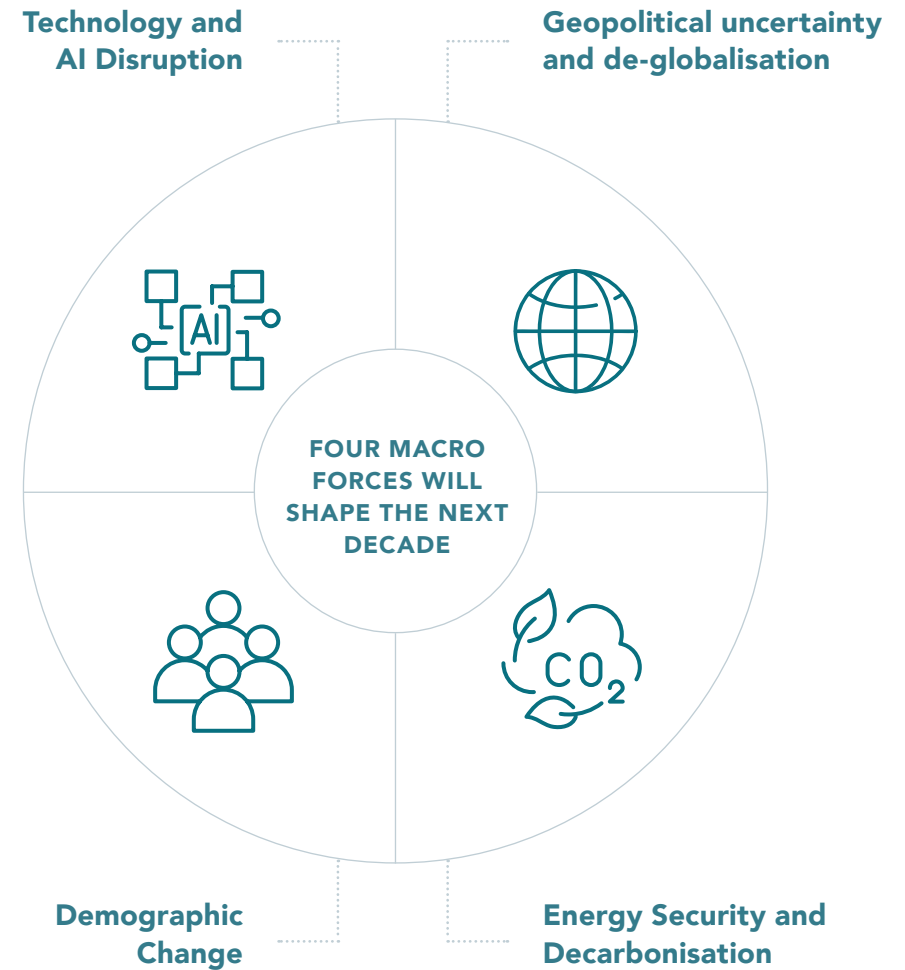 Technology and
AI Disruption
Geopolitical uncertainty
and de-globalisation
AI
FOUR MACRO
FORCES WILL
SHAPE THE NEXT
DECADE
CO2
Demographic
Change
Energy Security and
Decarbonisation